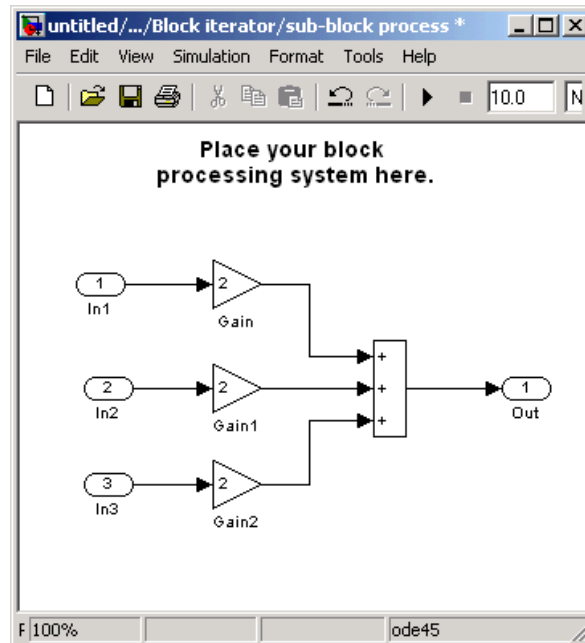 untitled/.../Block iterator/sub-block process *
File Edit View Simulation Format Tools Help
10.0 N
Place your block
processing system here.
1
In1
2
Gain
2
In2
2
Gain1
3
In3
2
Gain2
+
+
+
1
Out
F 100% ode45